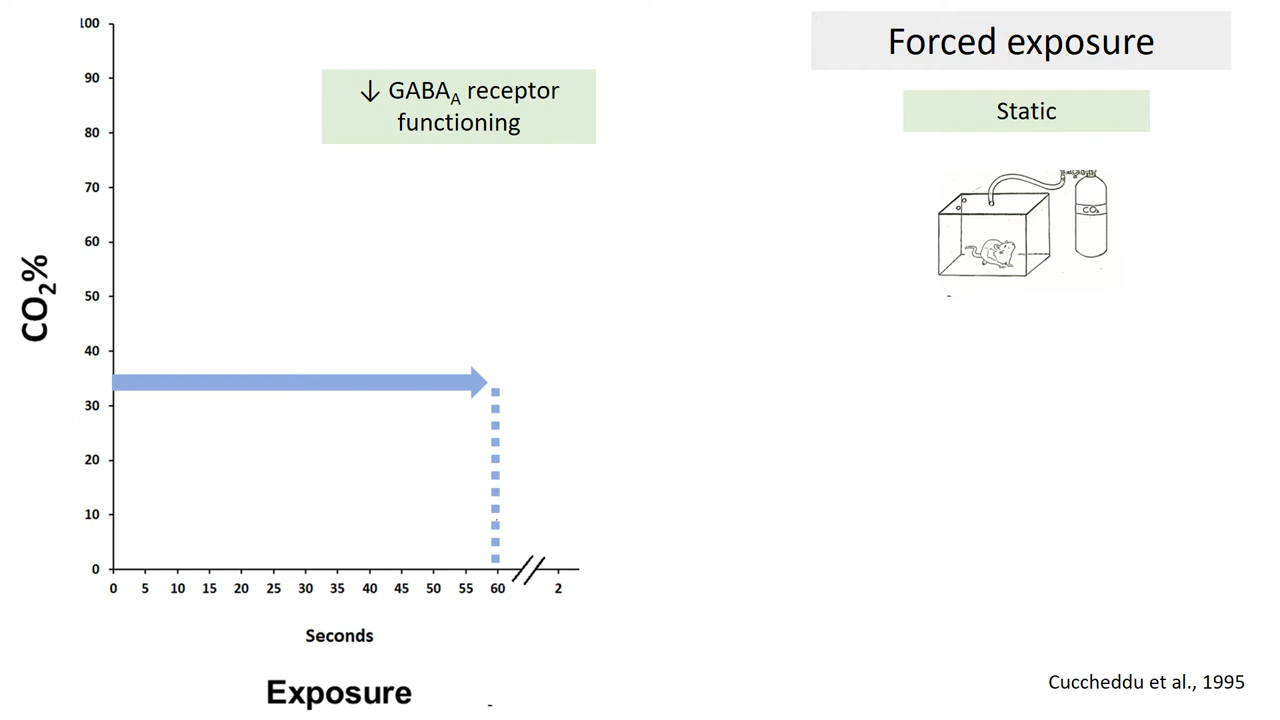 Forced exposure
Static
CO₂
↓ GABA_A receptor
functioning
CO₂%
100
90
80
70
60
50
40
30
20
10
0
0 5 10 15 20 25 30 35 40 45 50 55 60 2
Seconds
Exposure
Cuccheddu et al., 1995